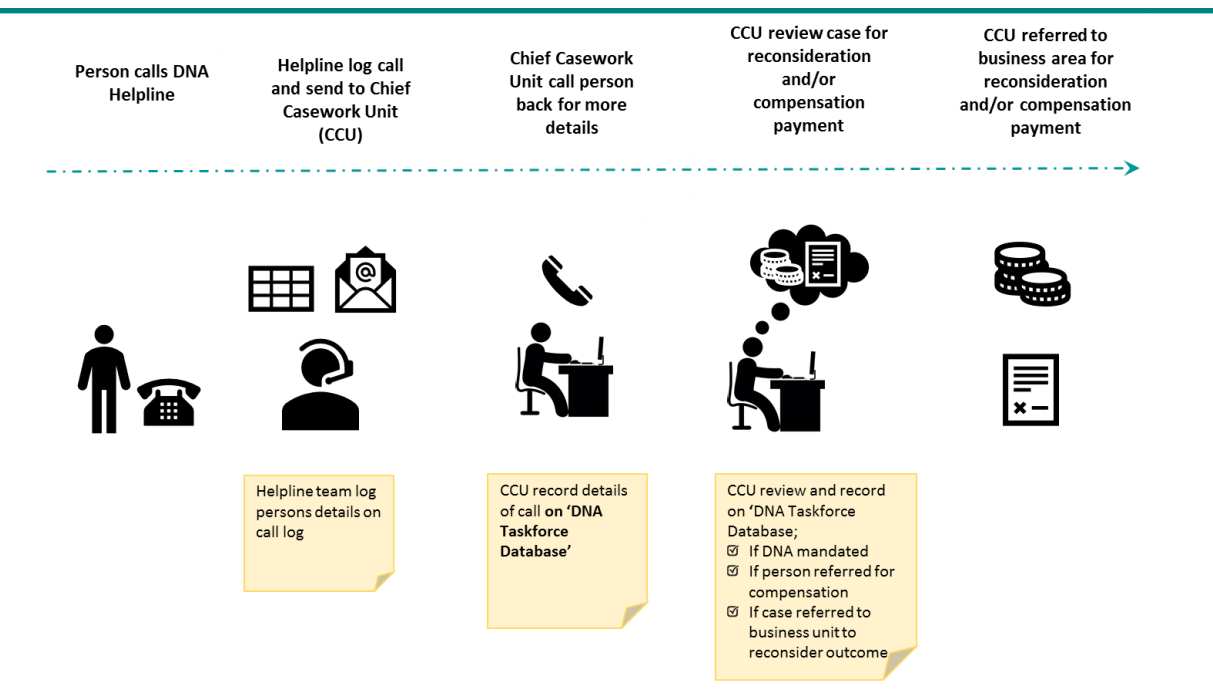 Person calls DNA
Helpline
Helpline log call
and send to Chief
Casework Unit
(CCU)
Chief Casework
Unit call person
back for more
details
CCU review case for
reconsideration
and/or
compensation
payment
CCU referred to
business area for
reconsideration
and/or compensation
payment
@
Helpline team log
persons details on
call log
CCU record details
of call on ‘DNA
Taskforce
Database’
CCU review and record
on ‘DNA Taskforce
Database;
If DNA mandated
If person referred for
compensation
If case referred to
business unit to
reconsider outcome